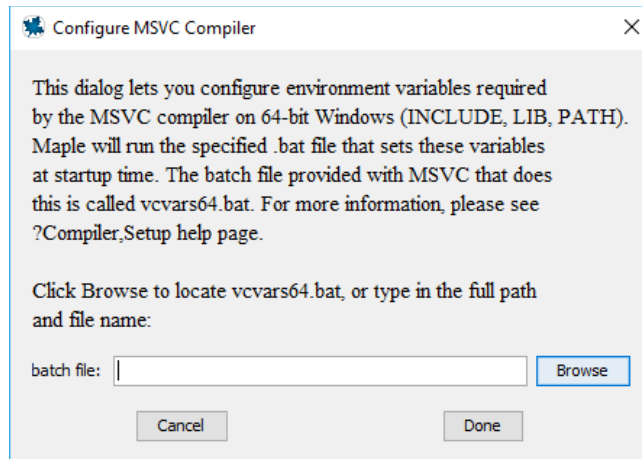 Configure MSVC Compiler
This dialog lets you configure environment variables required
by the MSVC compiler on 64-bit Windows (INCLUDE, LIB, PATH).
Maple will run the specified .bat file that sets these variables
at startup time. The batch file provided with MSVC that does
this is called vcvars64.bat. For more information, please see
?Compiler,Setup help page.
Click Browse to locate vcvars64.bat, or type in the full path
and file name:
batch file: Browse
Cancel Done